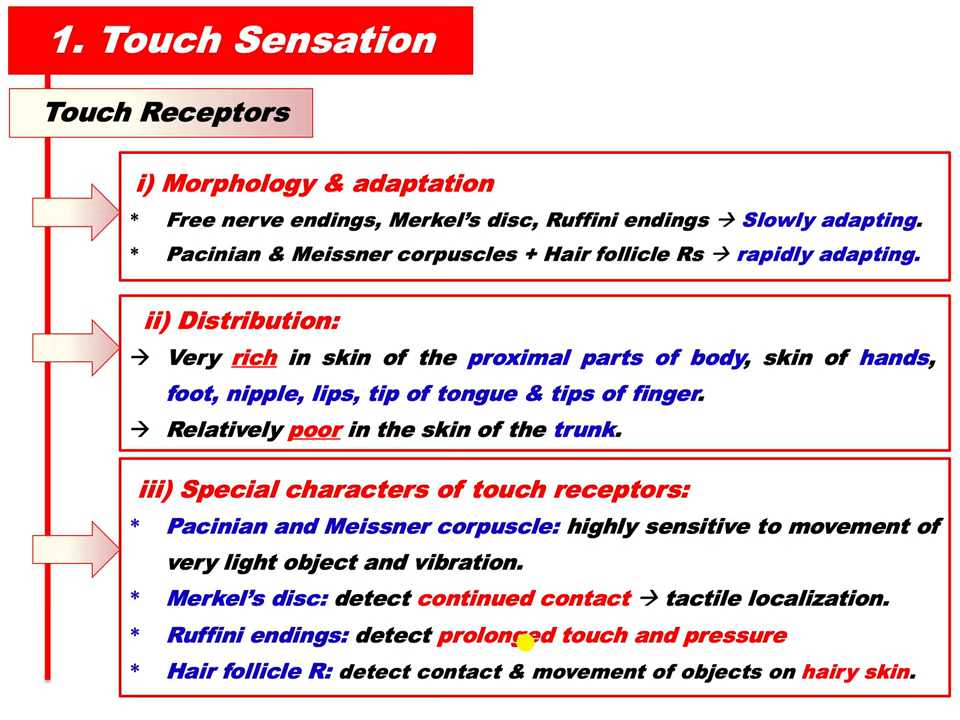 1. Touch Sensation
Touch Receptors
i) Morphology & adaptation
* Free nerve endings, Merkel's disc, Ruffini endings → Slowly adapting.
* Pacinian & Meissner corpuscles + Hair follicle Rs → rapidly adapting.
ii) Distribution:
→ Very rich in skin of the proximal parts of body, skin of hands,
foot, nipple, lips, tip of tongue & tips of finger.
→ Relatively poor in the skin of the trunk.
iii) Special characters of touch receptors:
* Pacinian and Meissner corpuscle: highly sensitive to movement of
very light object and vibration.
* Merkel's disc: detect continued contact → tactile localization.
* Ruffini endings: detect prolonged touch and pressure
* Hair follicle R: detect contact & movement of objects on hairy skin.